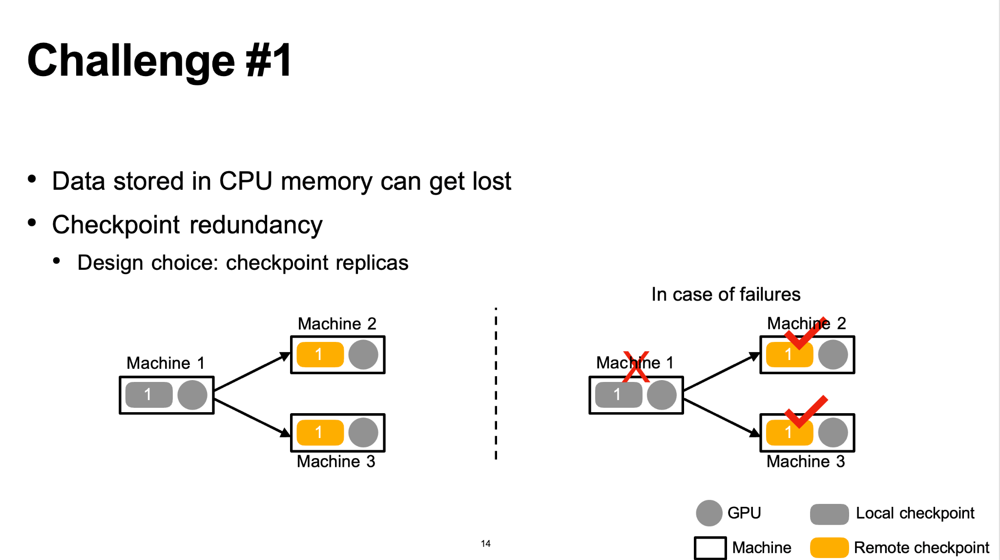 Challenge #1
• Data stored in CPU memory can get lost
• Checkpoint redundancy
• Design choice: checkpoint replicas
Machine 1
1
Machine 2
1
1
Machine 3
In case of failures
Machine 1
1
Machine 2
1
1
Machine 3
GPU
Local checkpoint
Machine
Remote checkpoint
14